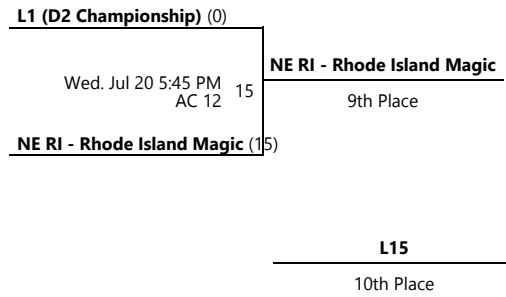 L1 (D2 Championship) (0)
NE RI - Rhode Island Magic
Wed. Jul 20 5:45 PM
AC 12
15
9th Place
NE RI - Rhode Island Magic (15)
L15
10th Place